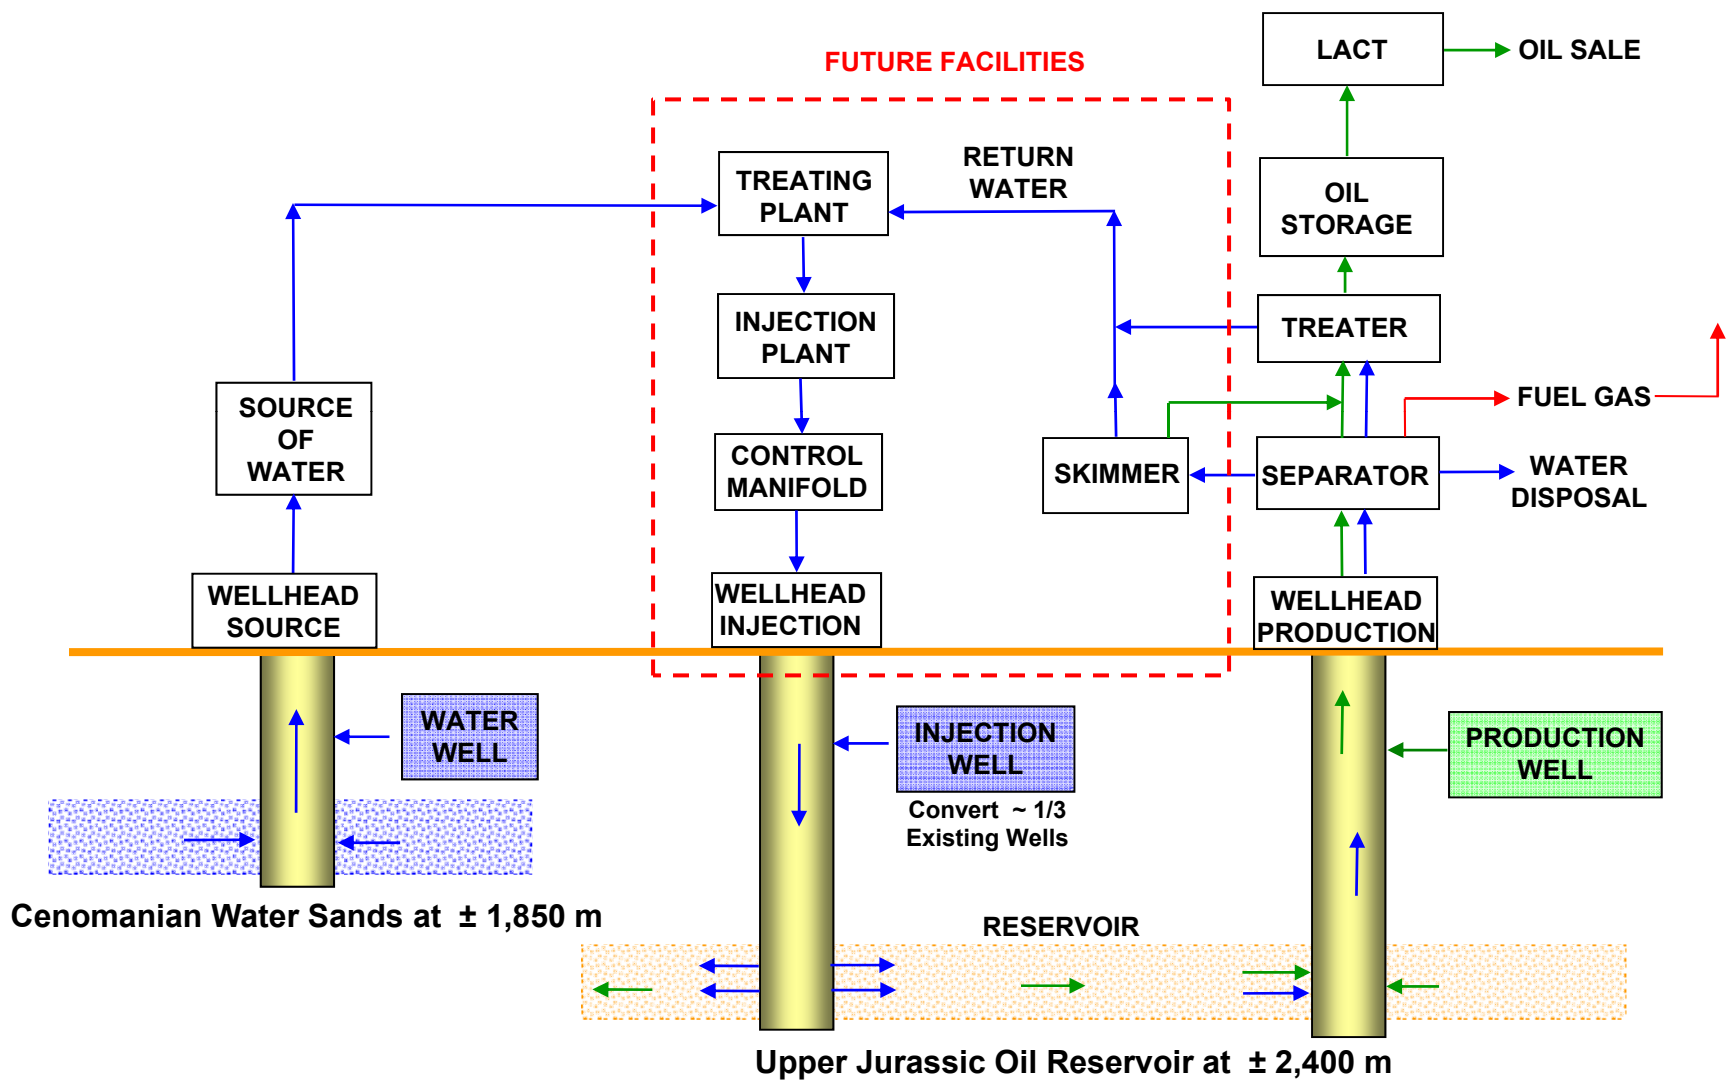 LACT
OIL SALE
FUTURE FACILITIES
TREATING
PLANT
RETURN
WATER
OIL
STORAGE
INJECTION
PLANT
TREATER
SOURCE
OF
WATER
FUEL GAS
CONTROL
MANIFOLD
SKIMMER
SEPARATOR
WATER
DISPOSAL
WELLHEAD
SOURCE
WELLHEAD
INJECTION
WELLHEAD
PRODUCTION
WATER
WELL
INJECTION
WELL
Convert ~ 1/3
Existing Wells
PRODUCTION
WELL
Cenomanian Water Sands at ± 1,850 m
RESERVOIR
Upper Jurassic Oil Reservoir at ± 2,400 m